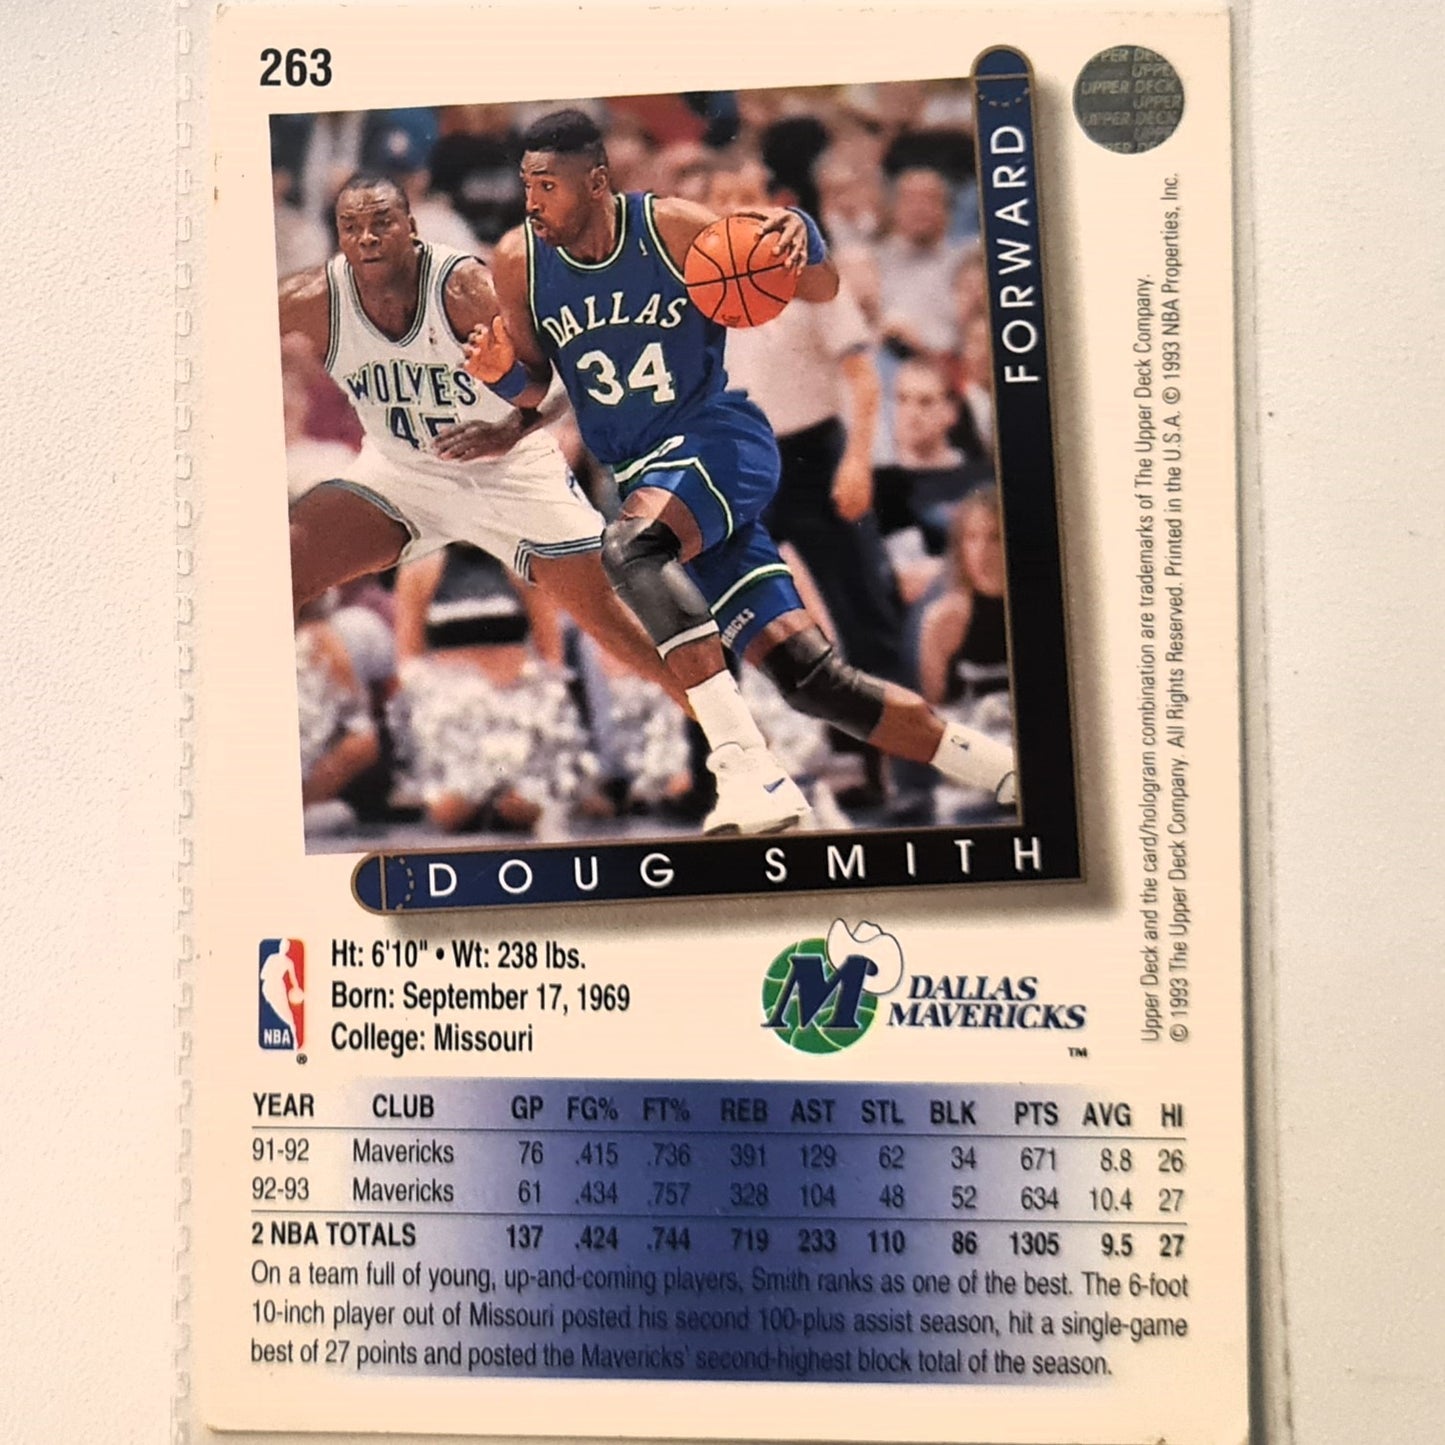 263
UPPER DECK
FORWARD
DALLAS
34
WOLVES
45
DOUG SMITH
Ht: 6'10" • Wt: 238 lbs.
Born: September 17, 1969
College: Missouri
NBA
®
DALLAS
MAVERICKS
™
YEAR CLUB GP FG% FT% REB AST STL BLK PTS AVG HI
91-92 Mavericks 76 .415 .736 391 129 62 34 671 8.8 26
92-93 Mavericks 61 .434 .757 328 104 48 52 634 10.4 27
2 NBA TOTALS 137 .424 .744 719 233 110 86 1305 9.5 27
On a team full of young, up-and-coming players, Smith ranks as one of the best. The 6-foot
10-inch player out of Missouri posted his second 100-plus assist season, hit a single-game
best of 27 points and posted the Mavericks' second-highest block total of the season.
Upper Deck and the card/hologram combination are trademarks of The Upper Deck Company.
© 1993 The Upper Deck Company. All Rights Reserved. Printed in the U.S.A. © 1993 NBA Properties, Inc.